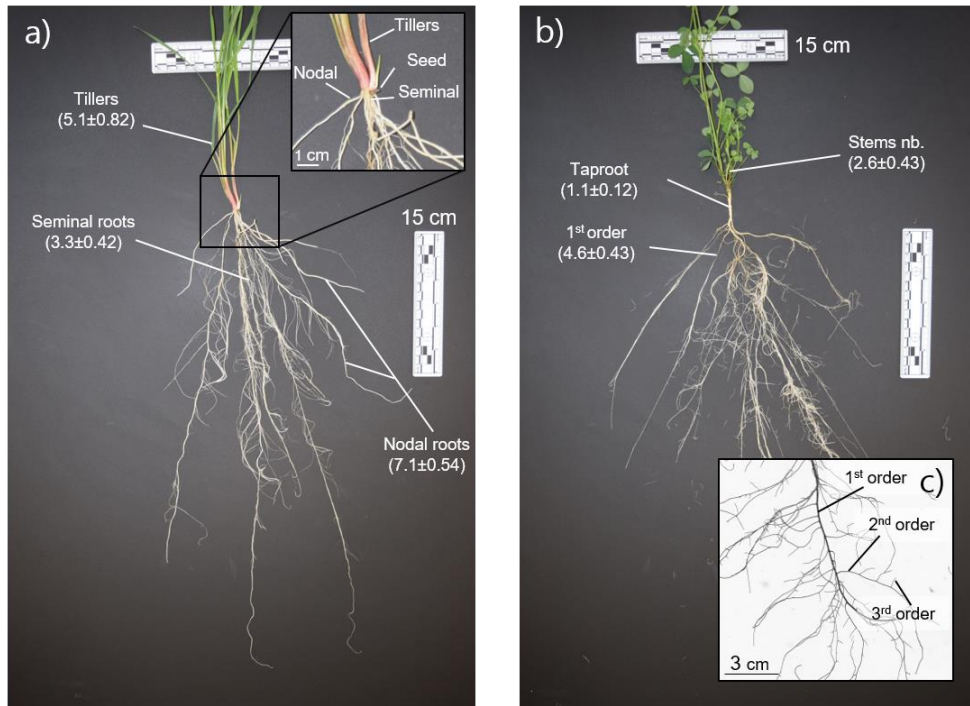 a)
Tillers
(5.1±0.82)
Tillers
Seed
Nodal
Seminal
1 cm
Seminal roots
(3.3±0.42)
15 cm
Nodal roots
(7.1±0.54)
b)
15 cm
Stems nb.
(2.6±0.43)
Taproot
(1.1±0.12)
1st order
(4.6±0.43)
c)
1st order
2nd order
3rd order
3 cm